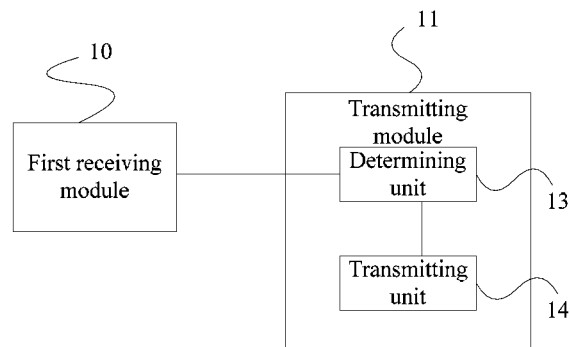 10
11
First receiving
module
Transmitting
module
Determining
unit
13
Transmitting
unit
14